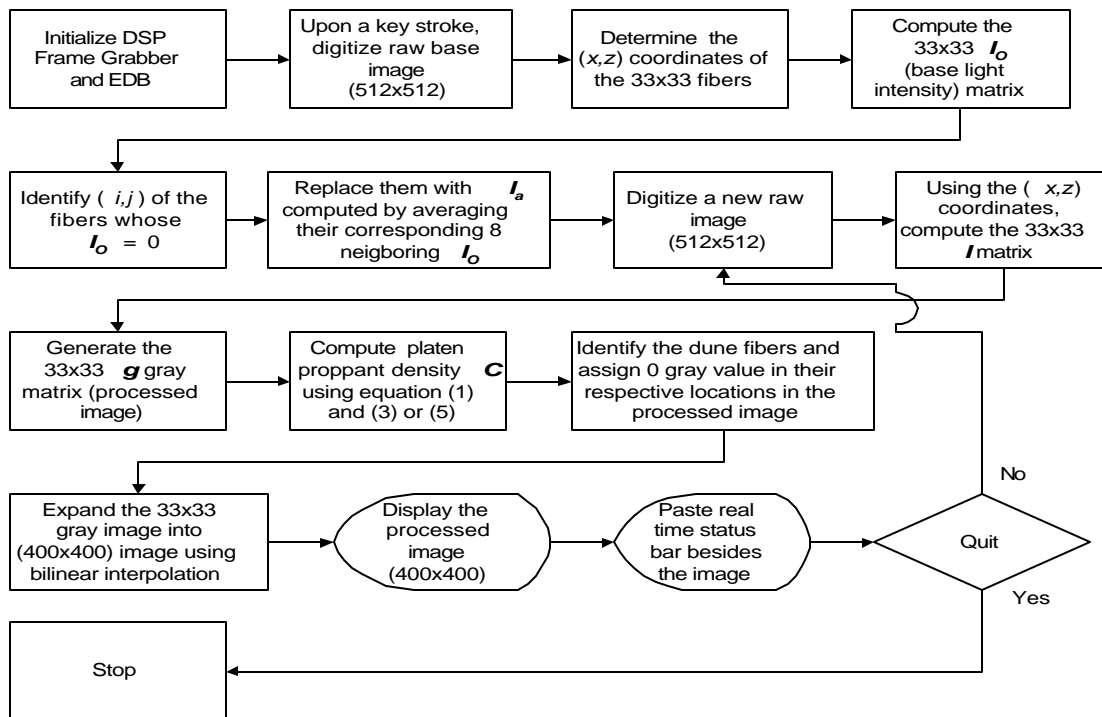 Initialize DSP
Frame Grabber
and EDB
Upon a key stroke,
digitize raw base
image
(512x512)
Determine the
(x,z) coordinates of
the 33x33 fibers
Compute the
33x33 Io
(base light
intensity) matrix
Identify ( i,j ) of the
fibers whose
Io = 0
Replace them with Ia
computed by averaging
their corresponding 8
neigboring Io
Digitize a new raw
image
(512x512)
Using the ( x,z)
coordinates,
compute the 33x33
I matrix
Generate the
33x33 g gray
matrix (processed
image)
Compute platen
proppant density C
using equation (1)
and (3) or (5)
Identify the dune fibers and
assign 0 gray value in their
respective locations in the
processed image
Expand the 33x33
gray image into
(400x400) image using
bilinear interpolation
Display the
processed
image
(400x400)
Paste real
time status
bar besides
the image
No
Quit
Yes
Stop